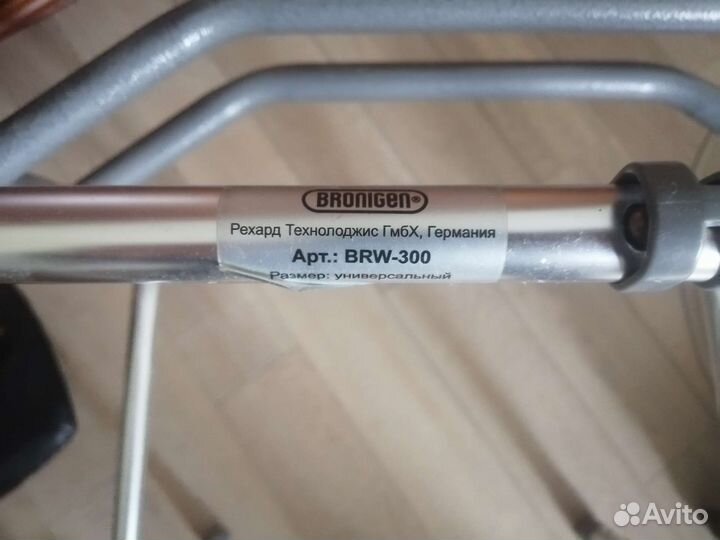 BRONIGEN®
Рехард Технолоджис ГмбХ, Германия
Арт.: BRW-300
Размер: универсальный
Avito